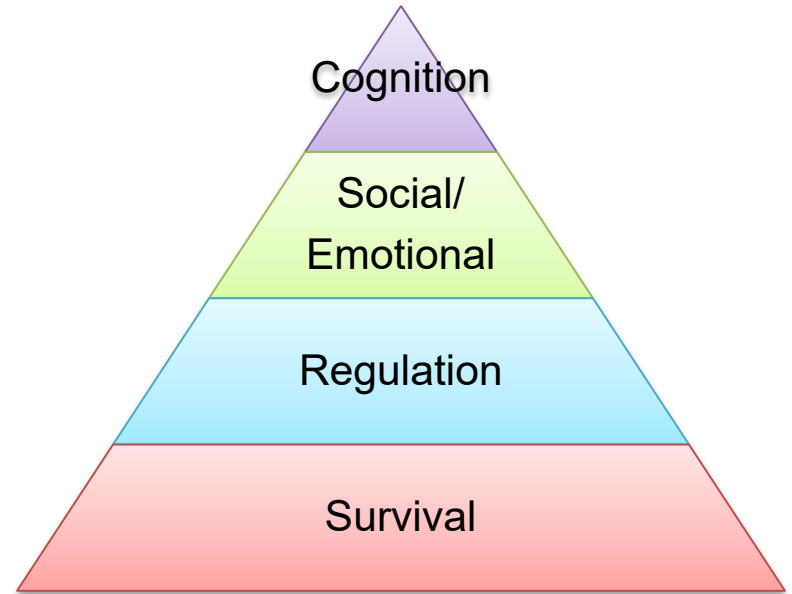 Cognition
Social/
Emotional
Regulation
Survival